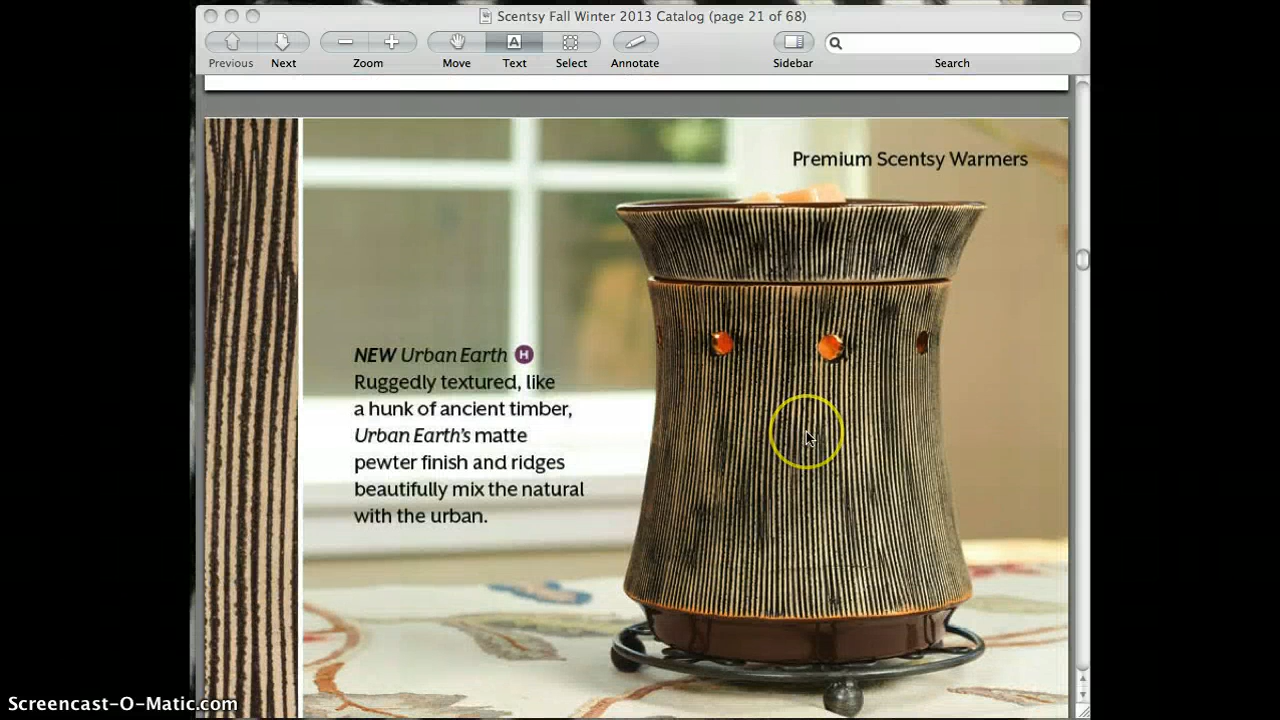 Scentsy Fall Winter 2013 Catalog (page 21 of 68)
Previous Next Zoom Move Text Select Annotate Sidebar Search
A
Premium Scentsy Warmers
NEW Urban Earth H
Ruggedly textured, like
a hunk of ancient timber,
Urban Earth's matte
pewter finish and ridges
beautifully mix the natural
with the urban.
Screencast-O-Matic.com